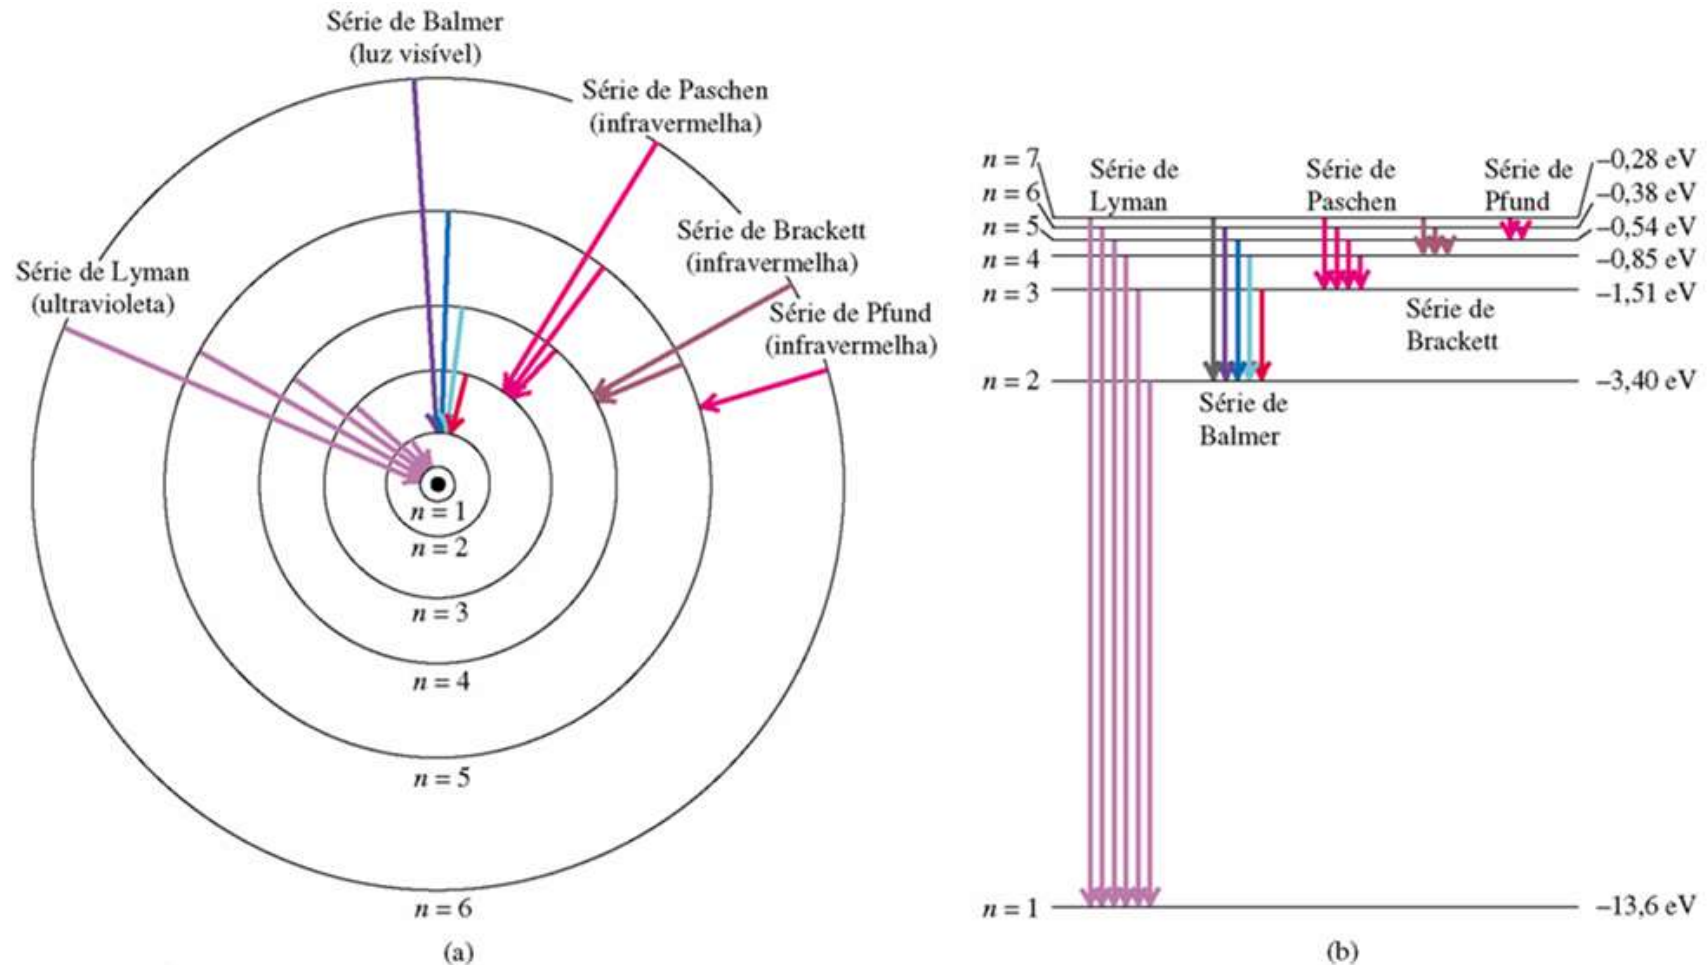 Série de Balmer
(luz visível)
Série de Paschen
(infravermelha)
Série de Brackett
(infravermelha)
Série de Pfund
(infravermelha)
Série de Lyman
(ultravioleta)
n = 1
n = 2
n = 3
n = 4
n = 5
n = 6
(a)
n = 7
n = 6
n = 5
n = 4
n = 3
n = 2
n = 1
Série de
Lyman
Série de
Paschen
Série de
Pfund
Série de
Brackett
Série de
Balmer
–0,28 eV
–0,38 eV
–0,54 eV
–0,85 eV
–1,51 eV
–3,40 eV
–13,6 eV
(b)